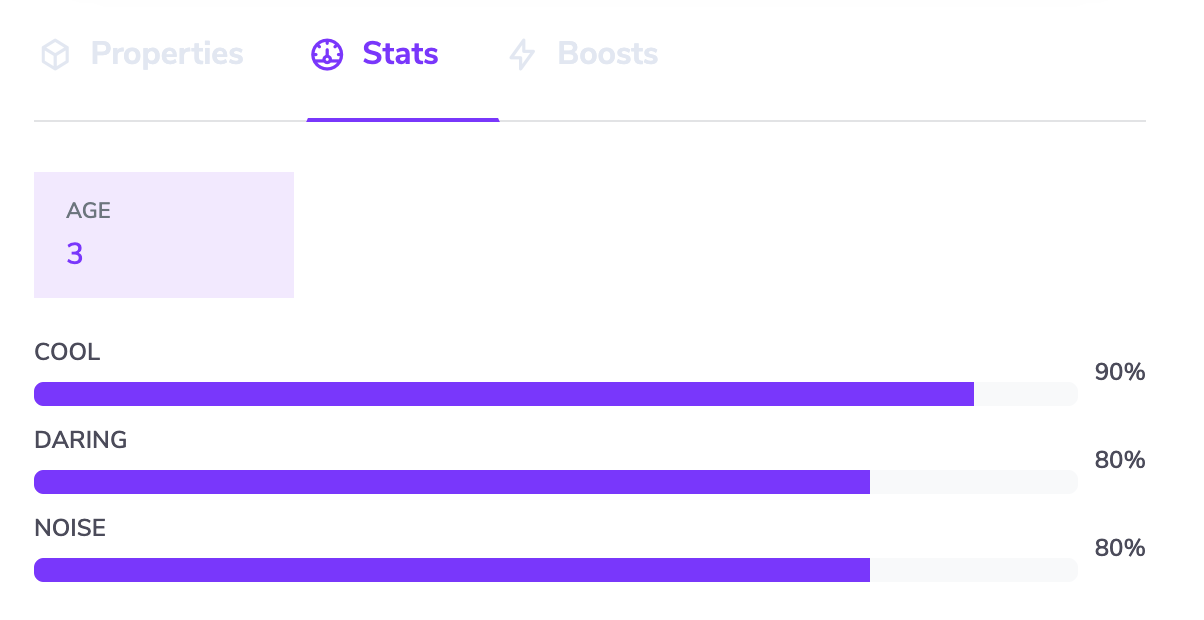 Properties Stats Boosts
AGE
3
COOL
90%
DARING
80%
NOISE
80%